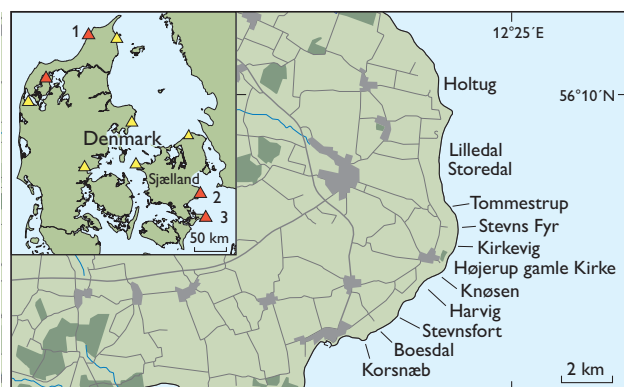 1
Denmark
Sjælland
2
3
50 km
12°25´E
56°10´N
Holtug
Lilledal
Storedal
Tommestrup
Stevns Fyr
Kirkevig
Højerup gamle Kirke
Knøsen
Harvig
Stevnsfort
Boesdal
Korsnæb
2 km